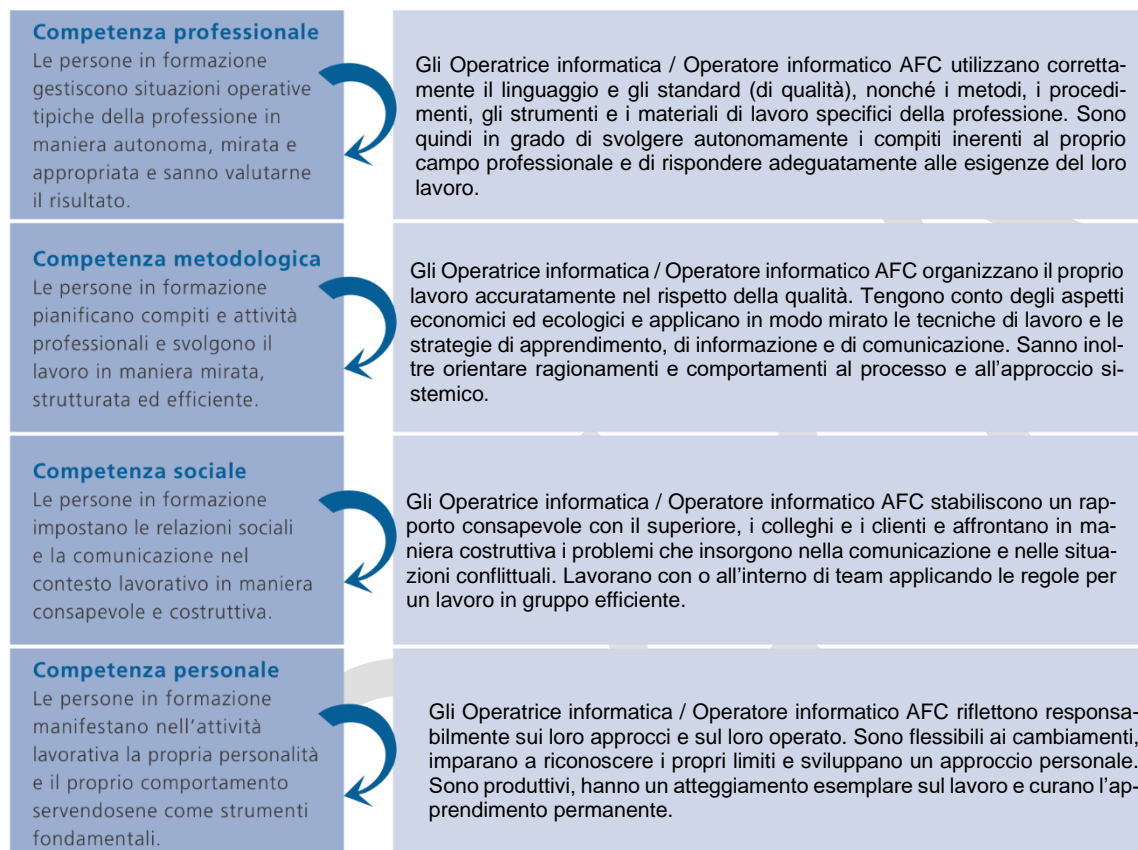 Competenza professionale
Le persone in formazione
gestiscono situazioni operative
tipiche della professione in
maniera autonoma, mirata e
appropriata e sanno valutarne
il risultato.
Gli Operatrice informatica / Operatore informatico AFC utilizzano corretta-
mente il linguaggio e gli standard (di qualità), nonché i metodi, i procedi-
menti, gli strumenti e i materiali di lavoro specifici della professione. Sono
quindi in grado di svolgere autonomamente i compiti inerenti al proprio
campo professionale e di rispondere adeguatamente alle esigenze del loro
lavoro.
Competenza metodologica
Le persone in formazione
pianificano compiti e attività
professionali e svolgono il
lavoro in maniera mirata,
strutturata ed efficiente.
Gli Operatrice informatica / Operatore informatico AFC organizzano il proprio
lavoro accuratamente nel rispetto della qualità. Tengono conto degli aspetti
economici ed ecologici e applicano in modo mirato le tecniche di lavoro e le
strategie di apprendimento, di informazione e di comunicazione. Sanno inol-
tre orientare ragionamenti e comportamenti al processo e all'approccio si-
stemico.
Competenza sociale
Le persone in formazione
impostano le relazioni sociali
e la comunicazione nel
contesto lavorativo in maniera
consapevole e costruttiva.
Gli Operatrice informatica / Operatore informatico AFC stabiliscono un rap-
porto consapevole con il superiore, i colleghi e i clienti e affrontano in ma-
niera costruttiva i problemi che insorgono nella comunicazione e nelle situa-
zioni conflittuali. Lavorano con o all'interno di team applicando le regole per
un lavoro in gruppo efficiente.
Competenza personale
Le persone in formazione
manifestano nell'attività
lavorativa la propria personalità
e il proprio comportamento
servendosene come strumenti
fondamentali.
Gli Operatrice informatica / Operatore informatico AFC riflettono responsa-
bilmente sui loro approcci e sul loro operato. Sono flessibili ai cambiamenti,
imparano a riconoscere i propri limiti e sviluppano un approccio personale.
Sono produttivi, hanno un atteggiamento esemplare sul lavoro e curano l'ap-
prendimento permanente.